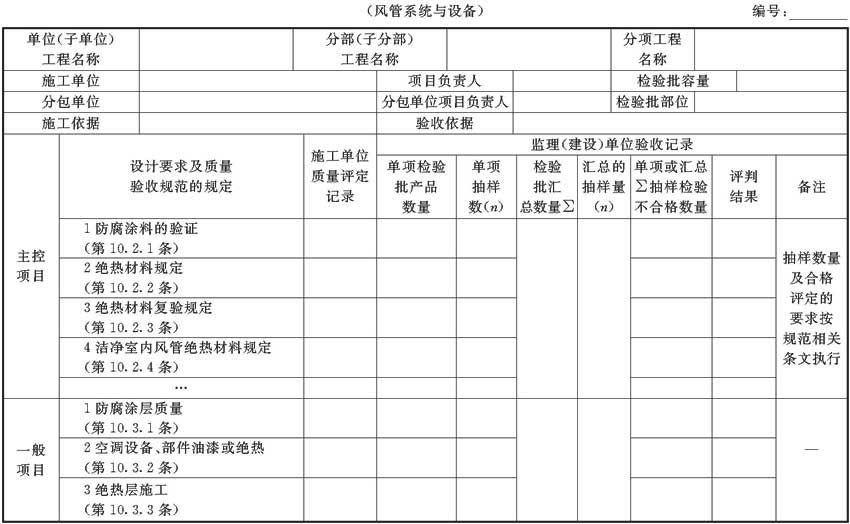 (风管系统与设备)
编号:
单位(子单位)
工程名称
分部(子分部)
工程名称
分项工程
名称
施工单位
项目负责人
检验批容量
分包单位
分包单位项目负责人
检验批部位
施工依据
验收依据
设计要求及质量
验收规范的规定
施工单位
质量评定
记录
监理(建设)单位验收记录
单项检验
批产品
数量
单项
抽样
数(n)
检验
批汇
总数量∑
汇总的
抽样量
(n)
单项或汇总
∑抽样检验
不合格数量
评判
结果
备注
主控
项目
1 防腐涂料的验证
(第 10.2.1 条)
2 绝热材料规定
(第 10.2.2 条)
3 绝热材料复验规定
(第 10.2.3 条)
4 洁净室内风管绝热材料规定
(第 10.2.4 条)
…
抽样数量
及合格
评定的
要求按
规范相关
条文执行
一般
项目
1 防腐涂层质量
(第 10.3.1 条)
2 空调设备、部件油漆或绝热
(第 10.3.2 条)
3 绝热层施工
(第 10.3.3 条)
—